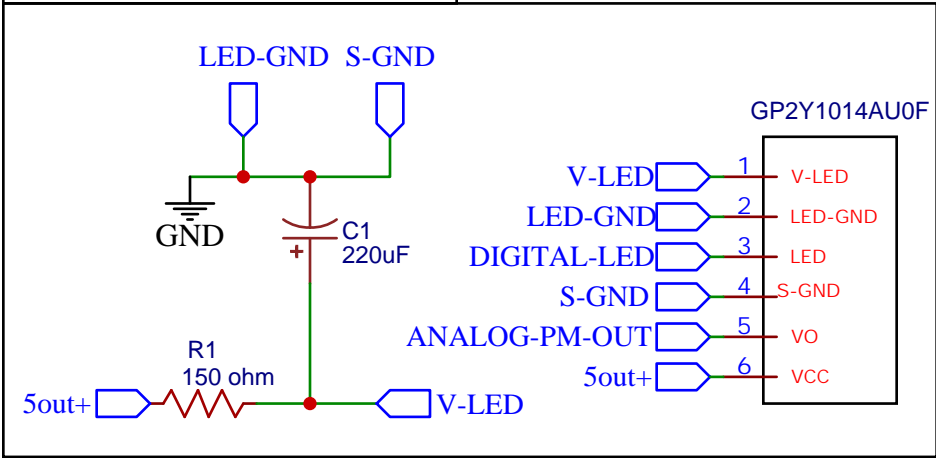 LED-GND S-GND
GND
C1
220uF
+
R1
150 ohm
5out+
V-LED
GP2Y1014AU0F
V-LED 1 V-LED
LED-GND 2 LED-GND
DIGITAL-LED 3 LED
S-GND 4 S-GND
ANALOG-PM-OUT 5 VO
5out+ 6 VCC